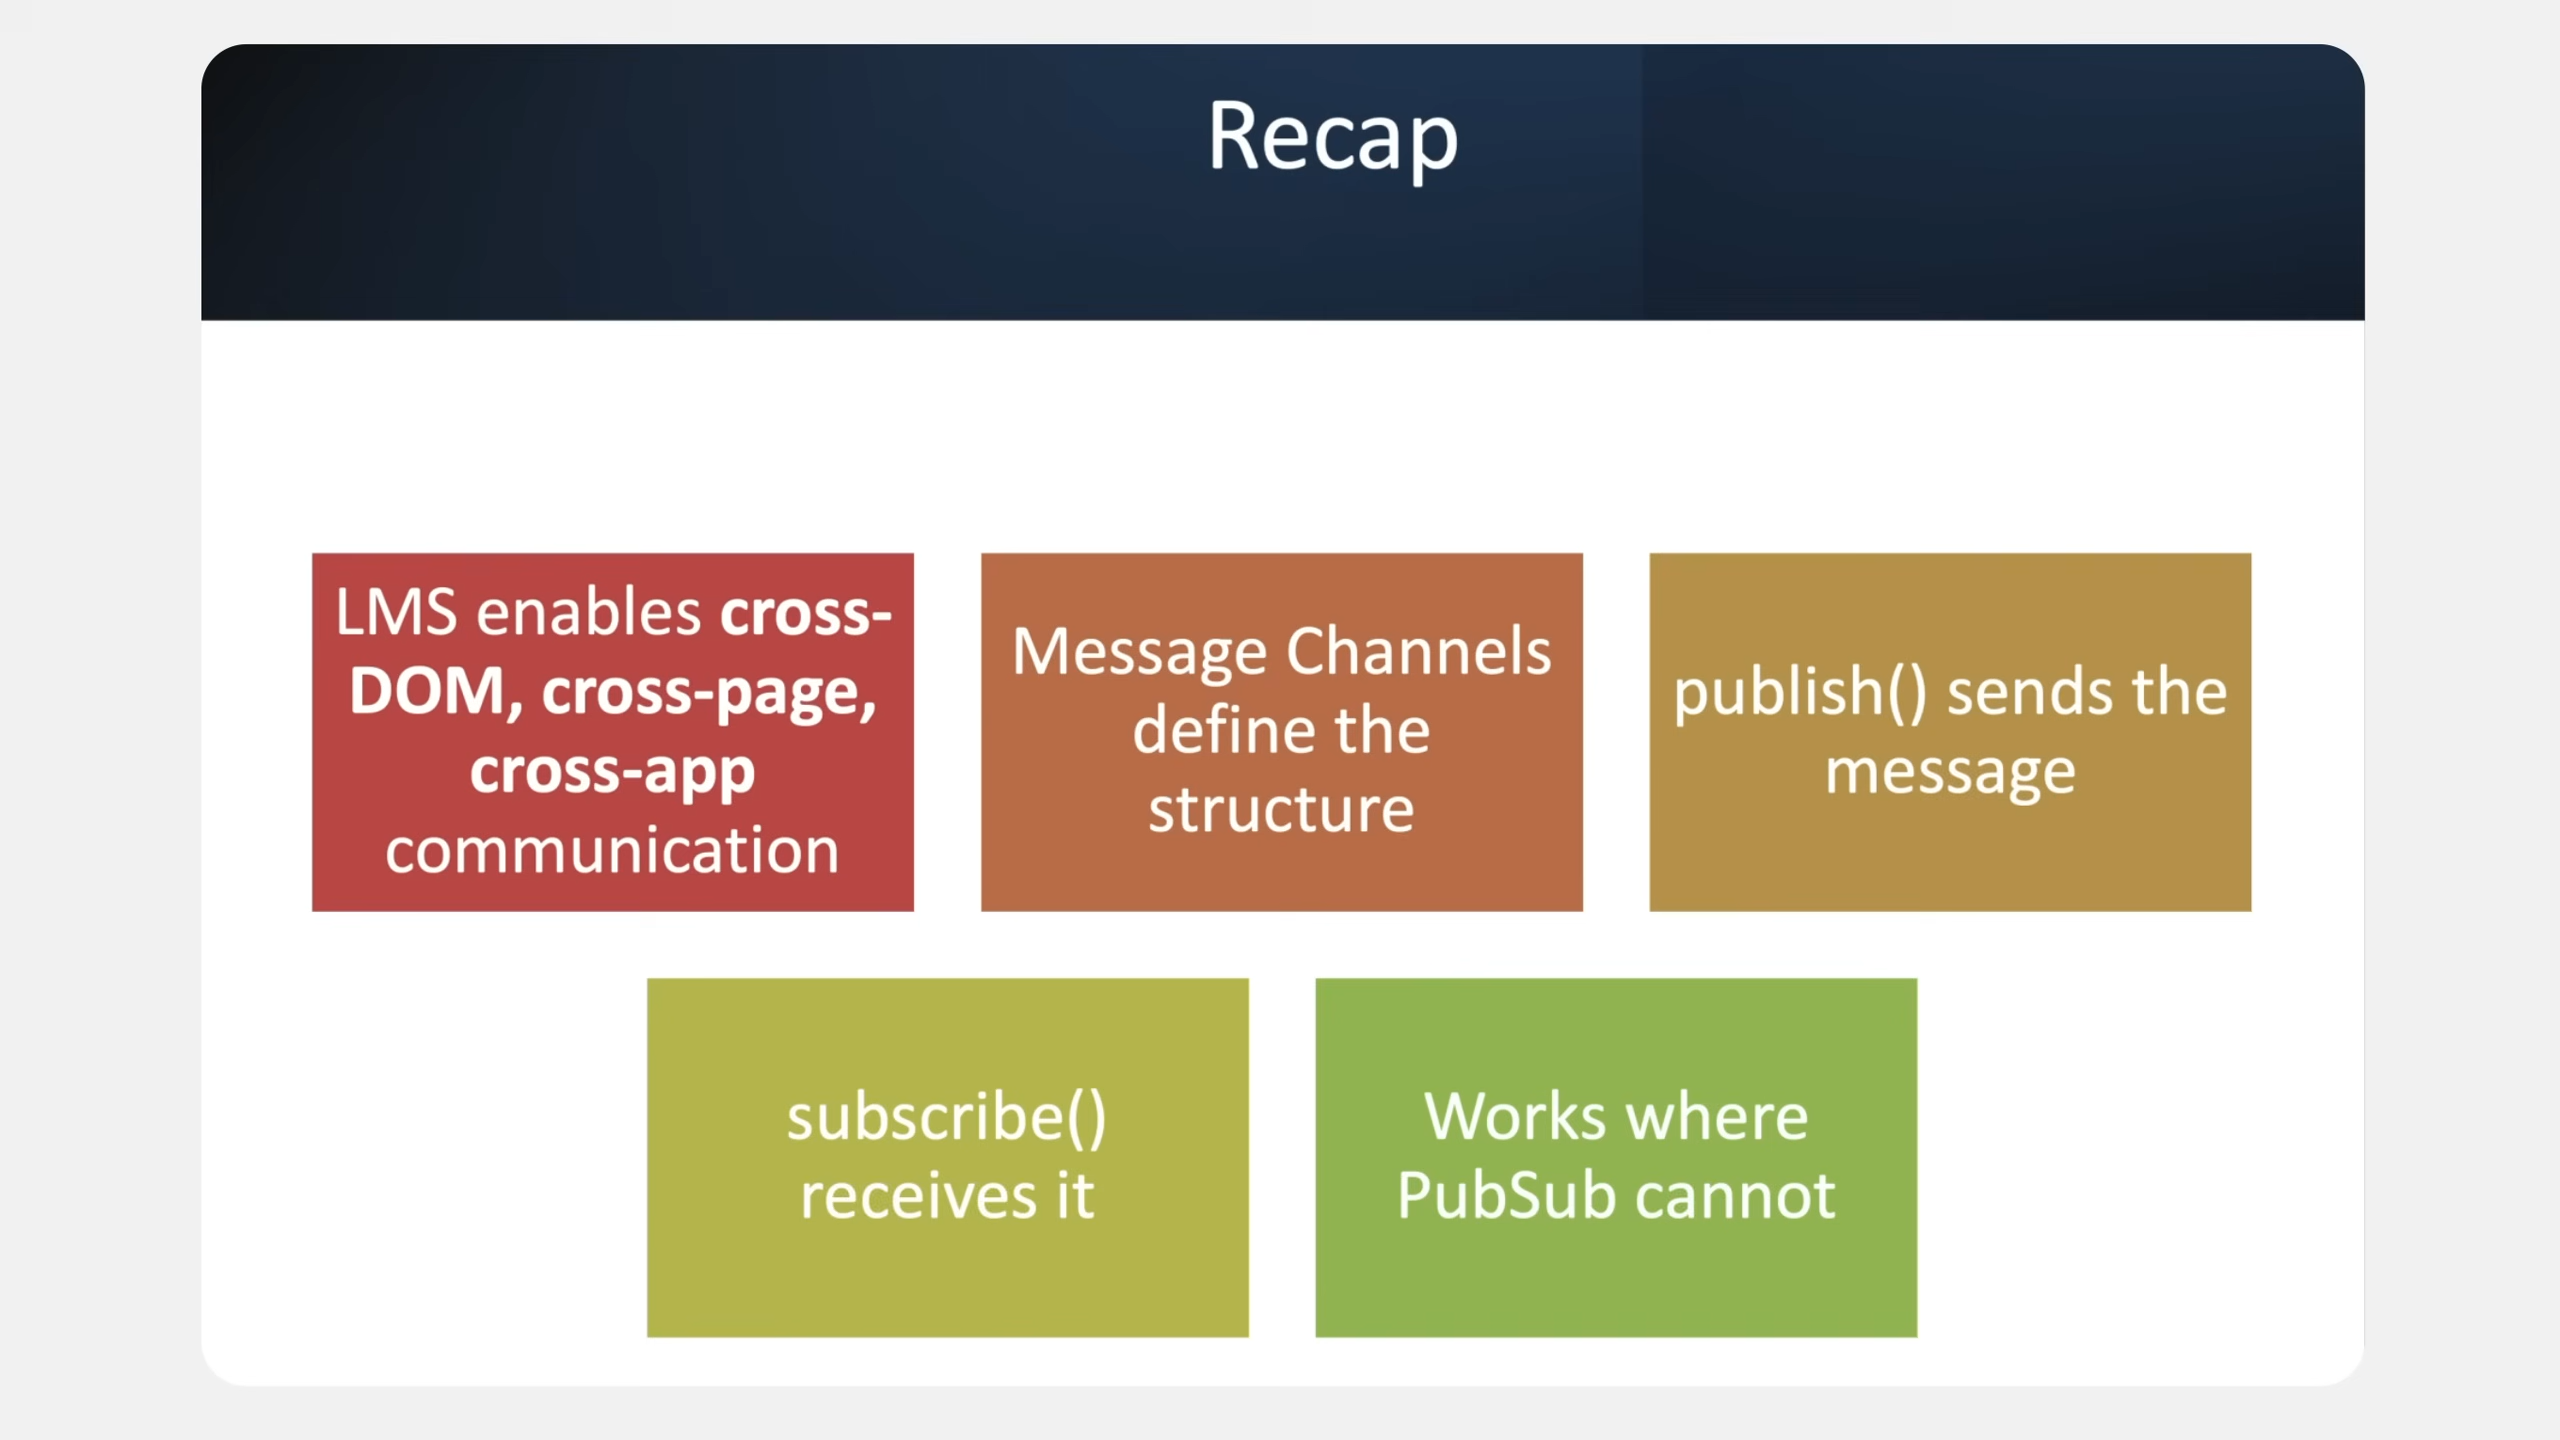 Recap
LMS enables cross-
DOM, cross-page,
cross-app
communication
Message Channels
define the
structure
publish() sends the
message
subscribe()
receives it
Works where
PubSub cannot